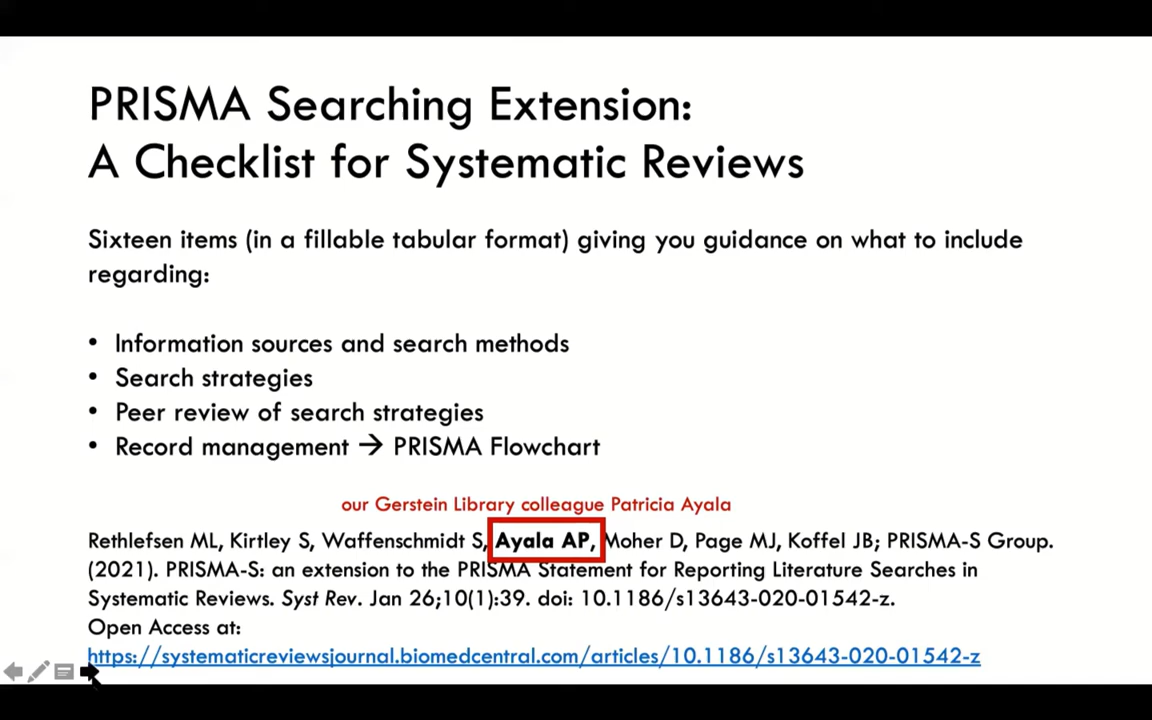 PRISMA Searching Extension:
A Checklist for Systematic Reviews
Sixteen items (in a fillable tabular format) giving you guidance on what to include
regarding:
• Information sources and search methods
• Search strategies
• Peer review of search strategies
• Record management → PRISMA Flowchart
our Gerstein Library colleague Patricia Ayala
Rethlefsen ML, Kirtley S, Waffenschmidt S, Ayala AP, Moher D, Page MJ, Koffel JB; PRISMA-S Group.
(2021). PRISMA-S: an extension to the PRISMA Statement for Reporting Literature Searches in
Systematic Reviews. Syst Rev. Jan 26;10(1):39. doi: 10.1186/s13643-020-01542-z.
Open Access at:
https://systematicreviewsjournal.biomedcentral.com/articles/10.1186/s13643-020-01542-z